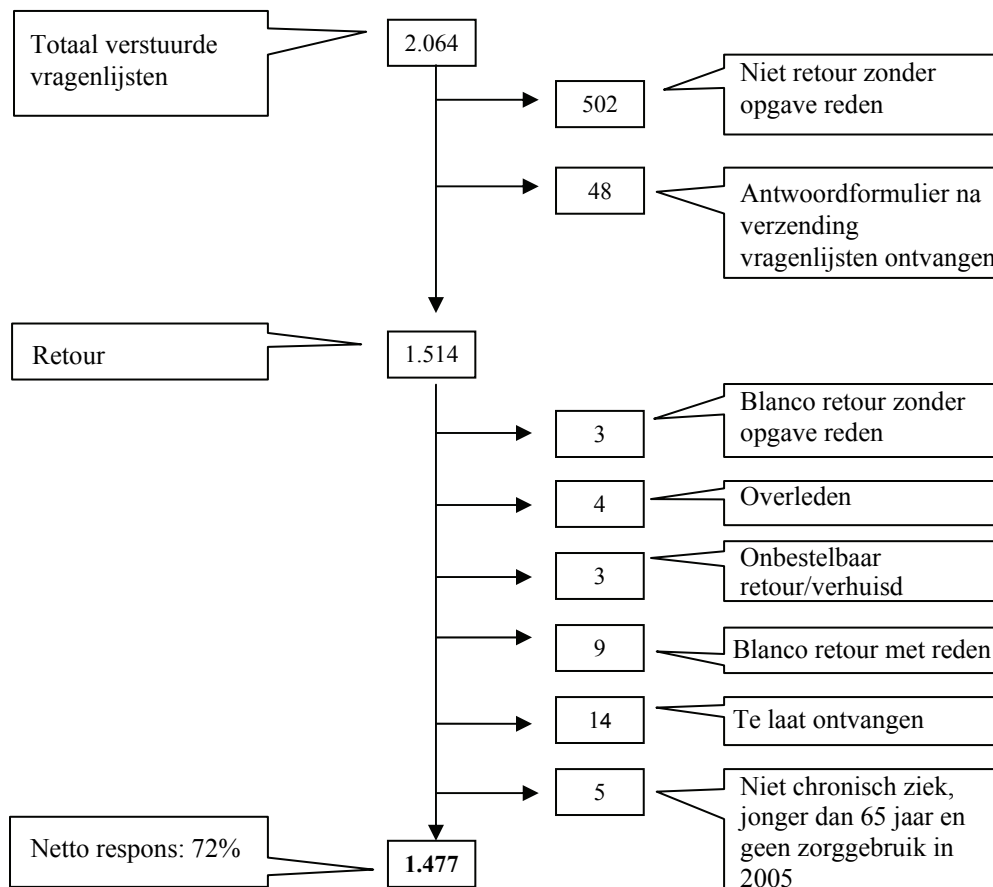 Totaal verstuurde
vragenlijsten
2.064
502
Niet retour zonder
opgave reden
48
Antwoordformulier na
verzending
vragenlijsten ontvangen
Retour
1.514
3
Blanco retour zonder
opgave reden
4
Overleden
3
Onbestelbaar
retour/verhuisd
9
Blanco retour met reden
14
Te laat ontvangen
5
Niet chronisch ziek,
jonger dan 65 jaar en
geen zorggebruik in
2005
Netto respons: 72%
1.477